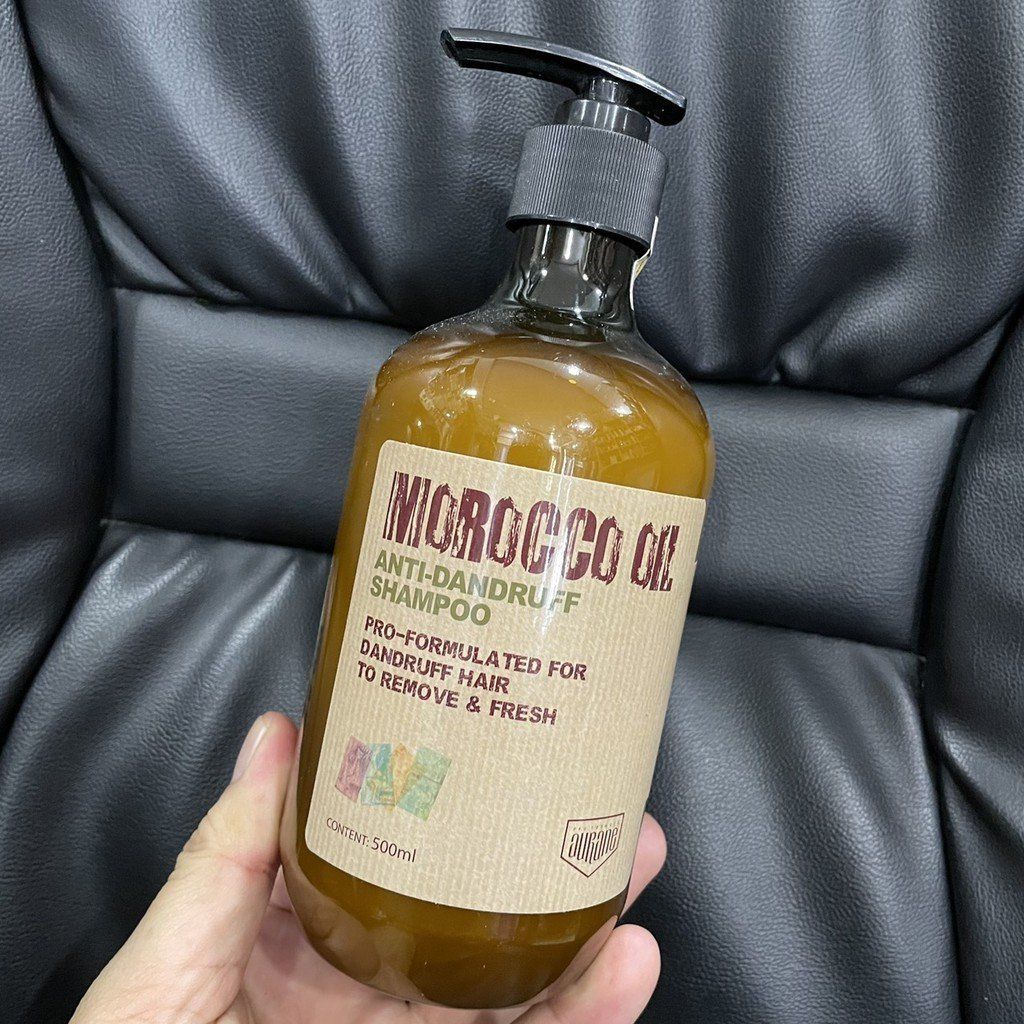 MOROCCO OIL
ANTI-DANDRUFF
SHAMPOO
PRO-FORMULATED FOR
DANDRUFF HAIR
TO REMOVE & FRESH
CONTENT: 500ml
aurane